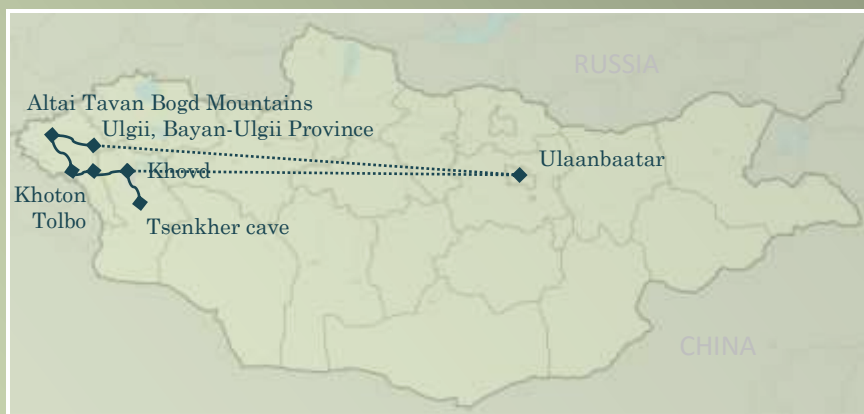 RUSSIA
Altai Tavan Bogd Mountains
Ulgii, Bayan-Ulgii Province
Ulaanbaatar
Khovd
Khoton
Tolbo
Tsenkher cave
CHINA